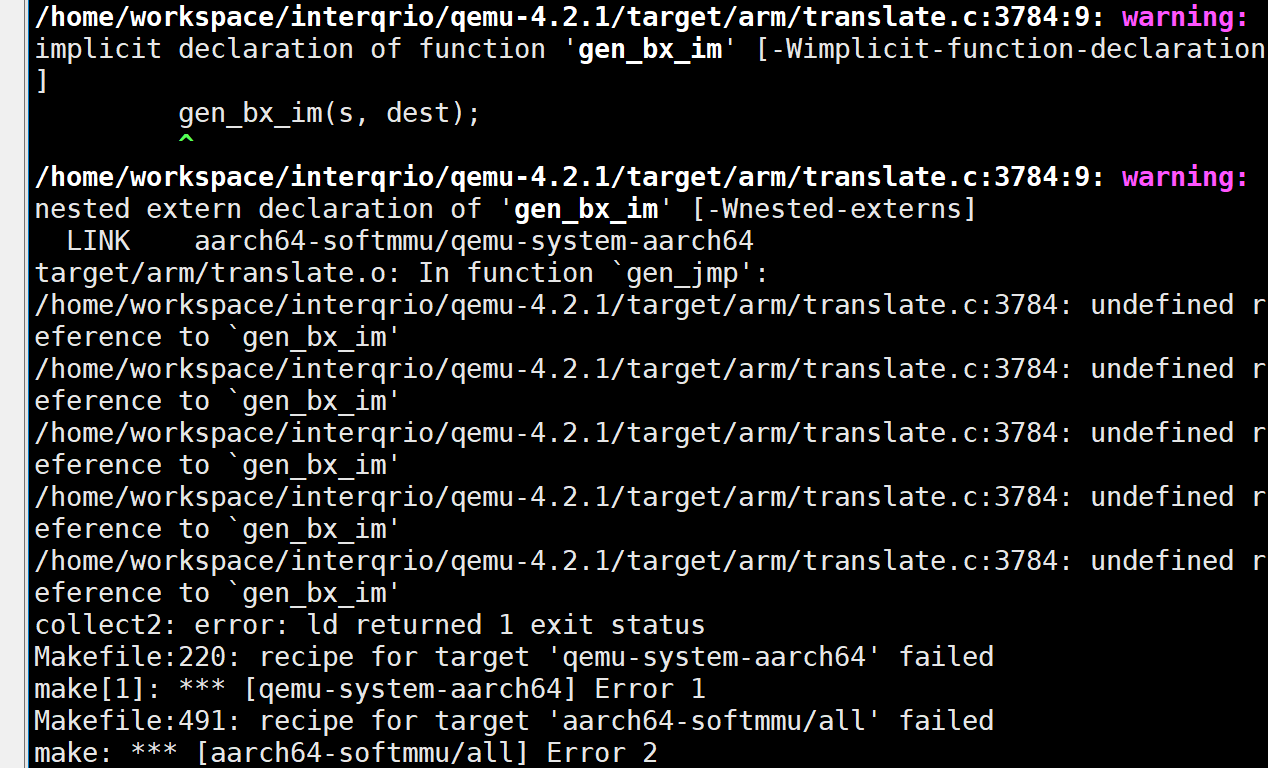 /home/workspace/interqrio/qemu-4.2.1/target/arm/translate.c:3784:9: warning:
implicit declaration of function 'gen_bx_im' [-Wimplicit-function-declaration
]
        gen_bx_im(s, dest);
        ^
/home/workspace/interqrio/qemu-4.2.1/target/arm/translate.c:3784:9: warning:
nested extern declaration of 'gen_bx_im' [-Wnested-externs]
  LINK    aarch64-softmmu/qemu-system-aarch64
target/arm/translate.o: In function `gen_jmp':
/home/workspace/interqrio/qemu-4.2.1/target/arm/translate.c:3784: undefined r
eference to `gen_bx_im'
/home/workspace/interqrio/qemu-4.2.1/target/arm/translate.c:3784: undefined r
eference to `gen_bx_im'
/home/workspace/interqrio/qemu-4.2.1/target/arm/translate.c:3784: undefined r
eference to `gen_bx_im'
/home/workspace/interqrio/qemu-4.2.1/target/arm/translate.c:3784: undefined r
eference to `gen_bx_im'
/home/workspace/interqrio/qemu-4.2.1/target/arm/translate.c:3784: undefined r
eference to `gen_bx_im'
collect2: error: ld returned 1 exit status
Makefile:220: recipe for target 'qemu-system-aarch64' failed
make[1]: *** [qemu-system-aarch64] Error 1
Makefile:491: recipe for target 'aarch64-softmmu/all' failed
make: *** [aarch64-softmmu/all] Error 2